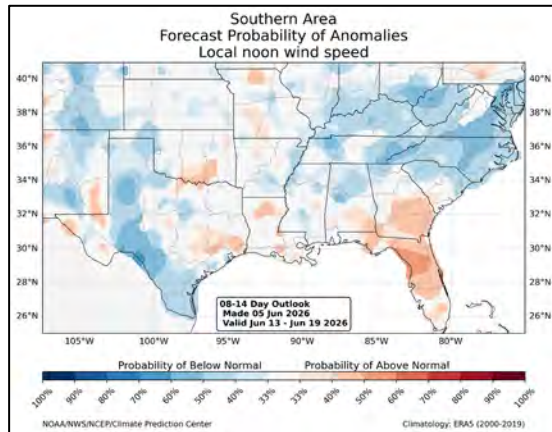 Southern Area
Forecast Probability of Anomalies
Local noon wind speed
40°N 40°N
38°N 38°N
36°N 36°N
34°N 34°N
32°N 32°N
30°N 30°N
28°N 28°N
26°N 26°N
08-14 Day Outlook
Made 05 Jun 2026
Valid Jun 13 - Jun 19 2026
105°W 100°W 95°W 90°W 85°W 80°W
Probability of Below Normal Probability of Above Normal
100% 90% 80% 70% 60% 50% 40% 33% 33% 40% 50% 60% 70% 80% 90% 100%
NOAA/NWS/NCEP/Climate Prediction Center Climatology: ERA5 (2000-2019)